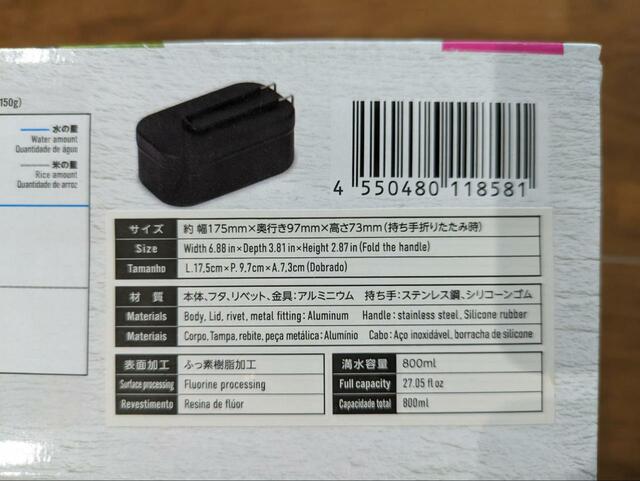 150g)
水の量
Water amount
Quantidade de água
米の量
Rice amount
Quantidade de arroz
4 550480 118581
サイズ 約 幅175mm×奥行き97mm×高さ73mm(持ち手折りたたみ時)
Size Width 6.88 in×Depth 3.81 in×Height 2.87 in(Fold the handle)
Tamanho L.17,5cm×P. 9,7cm×A.7,3cm(Dobrado)
材質 本体、フタ、リベット、金具:アルミニウム 持ち手:ステンレス鋼、シリコーンゴム
Materials Body, Lid, rivet, metal fitting: Aluminum Handle: stainless steel, Silicone rubber
Materiais Corpo, Tampa, rebite, peça metálica: Alumínio Cabo: Aço inoxidável, borracha de silicone
表面加工 ふっ素樹脂加工
Surface processing Fluorine processing
Revestimento Resina de flúor
満水容量 800ml
Full capacity 27.05 fl oz
Capacidade total 800ml